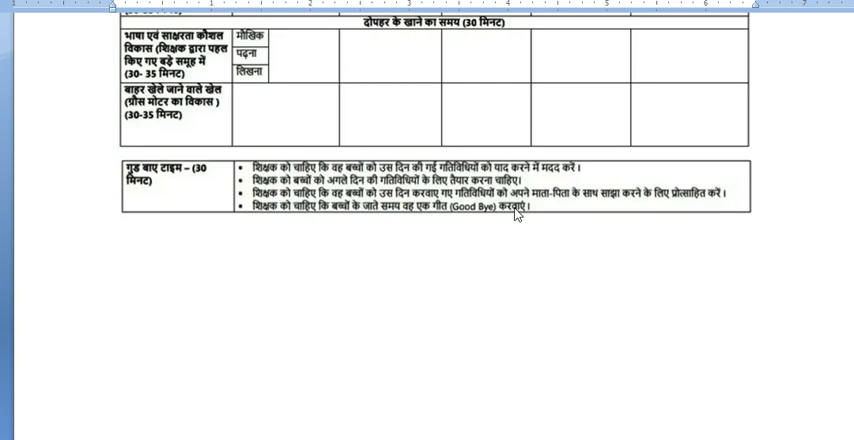 दोपहर के खाने का समय (30 मिनट)
भाषा एवं साक्षरता कौशल
विकास (शिक्षक द्वारा पहल
किए गए बड़े समूह में
(30- 35 मिनट)
मौखिक
पढ़ना
लिखना
बाहर खेले जाने वाले खेल
(ग्रौस मोटर का विकास )
(30-35 मिनट)
गुड बाए टाइम – (30
मिनट)
• शिक्षक को चाहिए कि वह बच्चों को उस दिन की गई गतिविधियों को याद करने में मदद करें ।
• शिक्षक को बच्चों को अगले दिन की गतिविधियों के लिए तैयार करना चाहिए।
• शिक्षक को चाहिए कि वह बच्चों को उस दिन करवाए गए गतिविधियों को अपने माता-पिता के साथ साझा करने के लिए प्रोत्साहित करें ।
• शिक्षक को चाहिए कि बच्चों के जाते समय वह एक गीत (Good Bye) करवाएं ।